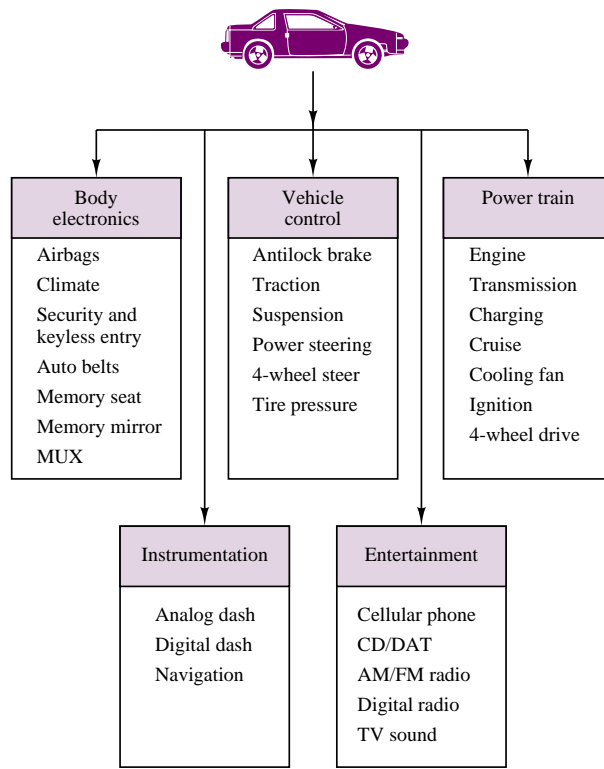 Body
electronics
Airbags
Climate
Security and
keyless entry
Auto belts
Memory seat
Memory mirror
MUX
Vehicle
control
Antilock brake
Traction
Suspension
Power steering
4-wheel steer
Tire pressure
Power train
Engine
Transmission
Charging
Cruise
Cooling fan
Ignition
4-wheel drive
Instrumentation
Analog dash
Digital dash
Navigation
Entertainment
Cellular phone
CD/DAT
AM/FM radio
Digital radio
TV sound